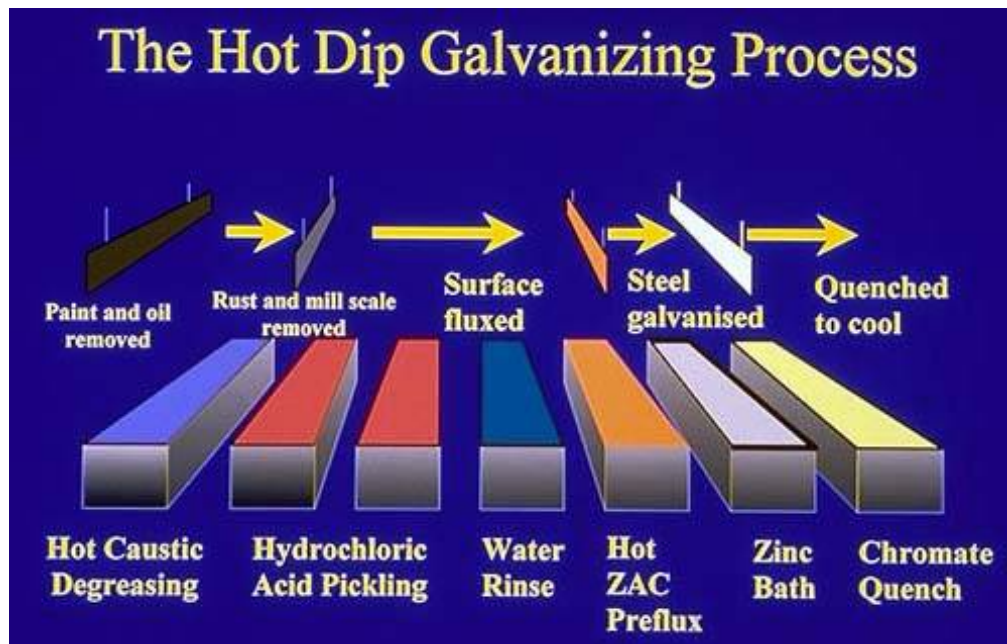 The Hot Dip Galvanizing Process
Paint and oil
removed
Rust and mill scale
removed
Surface
fluxed
Steel
galvanised
Quenched
to cool
Hot Caustic
Degreasing
Hydrochloric
Acid Pickling
Water
Rinse
Hot
ZAC
Preflux
Zinc
Bath
Chromate
Quench